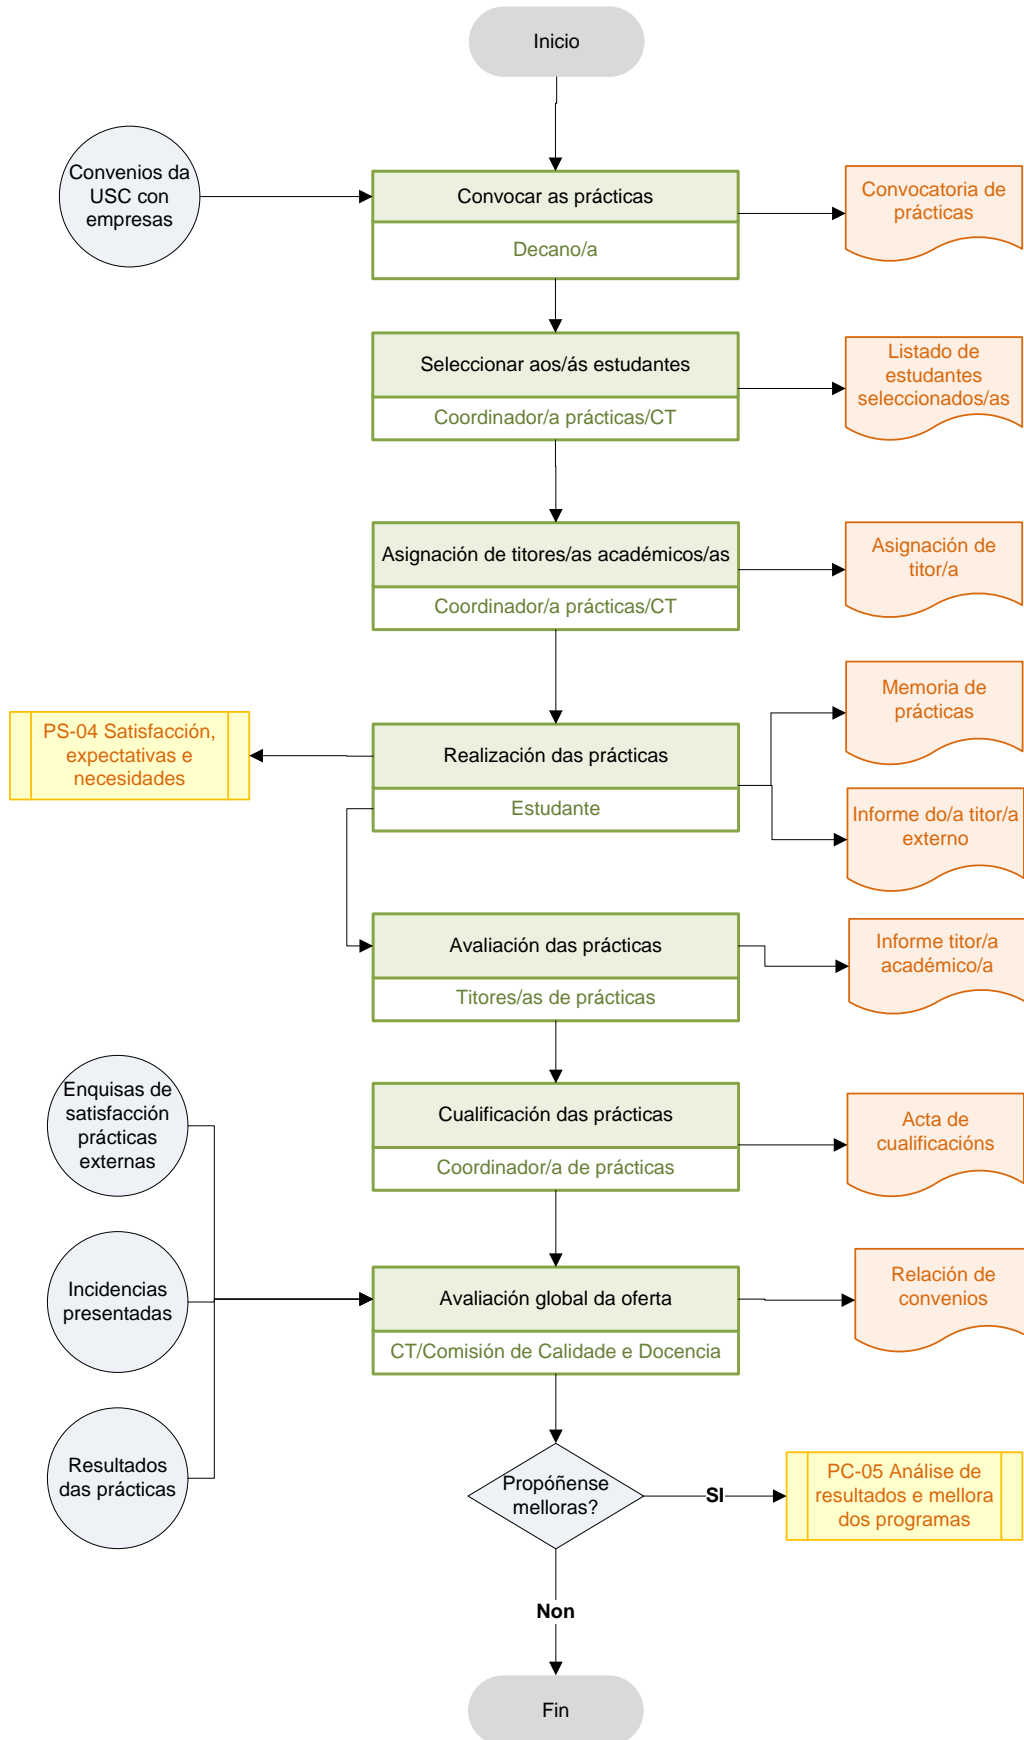 Inicio
Convenios da
USC con
empresas
Convocar as prácticas
Decano/a
Convocatoria de
prácticas
Seleccionar aos/ás estudantes
Coordinador/a prácticas/CT
Listado de
estudantes
seleccionados/as
Asignación de titores/as académicos/as
Coordinador/a prácticas/CT
Asignación de
titor/a
PS-04 Satisfacción,
expectativas e
necesidades
Realización das prácticas
Estudante
Memoria de
prácticas
Informe do/a titor/a
externo
Avaliación das prácticas
Titores/as de prácticas
Informe titor/a
académico/a
Enquisas de
satisfacción
prácticas
externas
Cualificación das prácticas
Coordinador/a de prácticas
Acta de
cualificacións
Incidencias
presentadas
Avaliación global da oferta
CT/Comisión de Calidade e Docencia
Relación de
convenios
Resultados
das prácticas
Propóñense
melloras?
SI
PC-05 Análise de
resultados e mellora
dos programas
Non
Fin